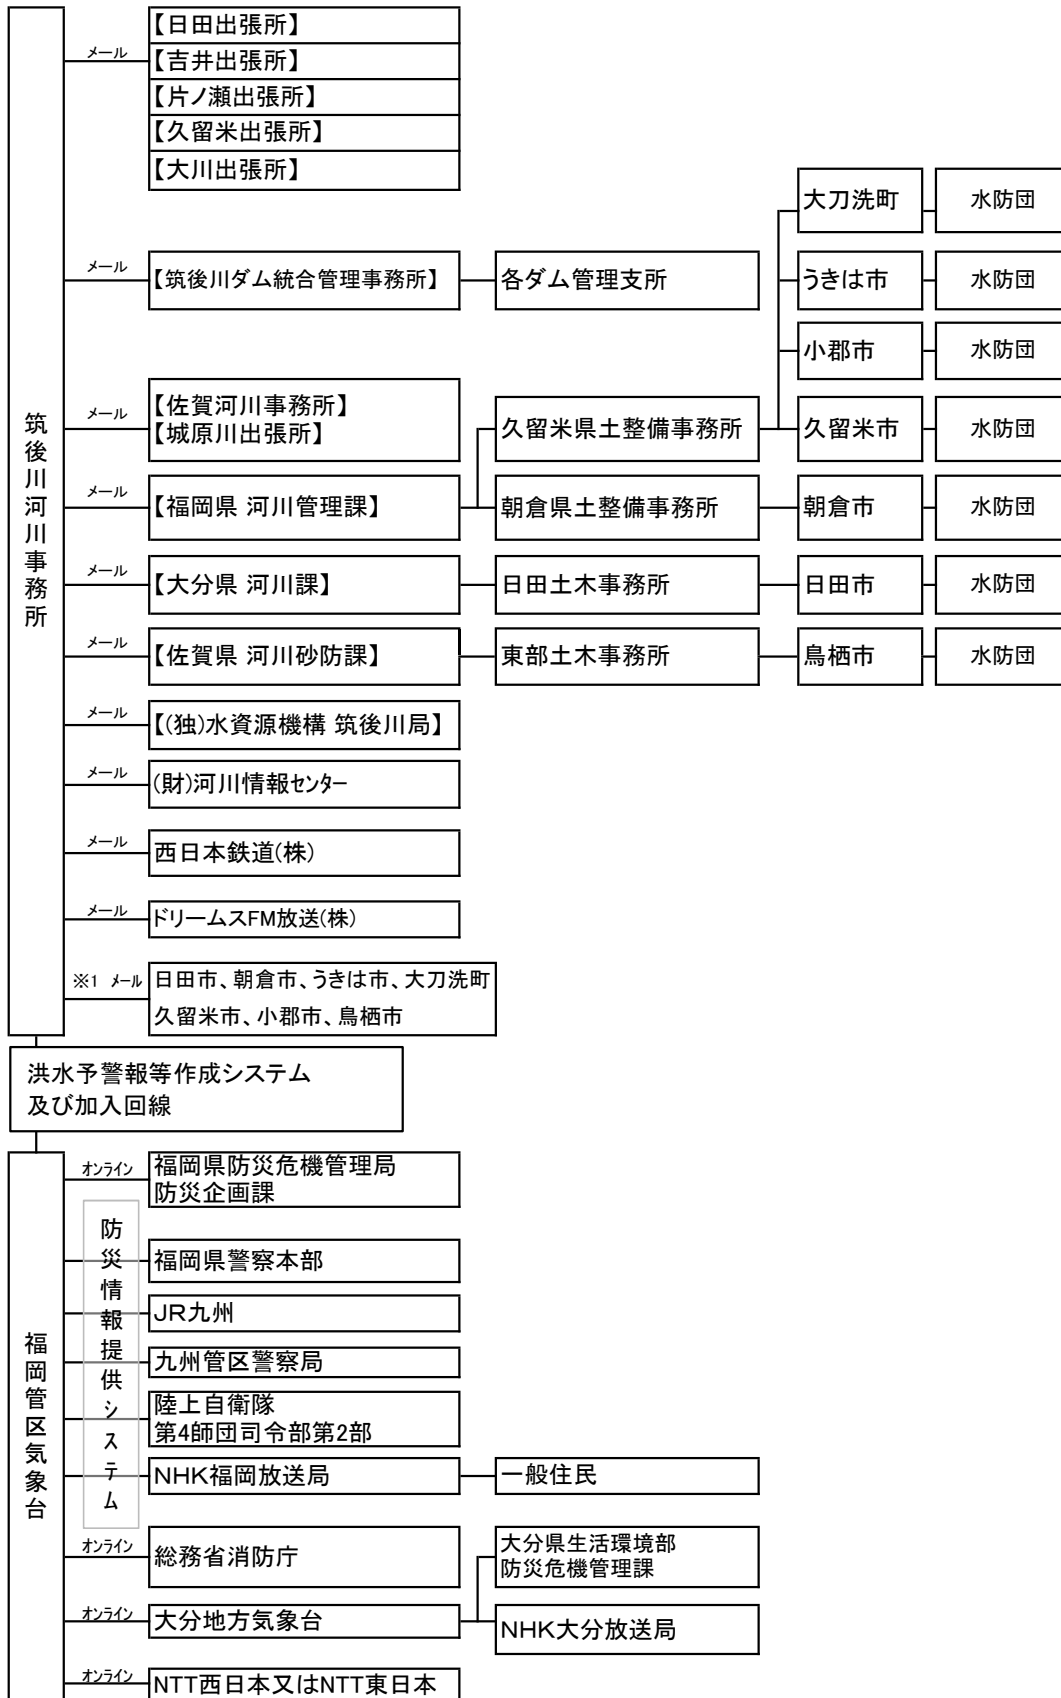 筑後川河川事務所
メール
【日田出張所】
【吉井出張所】
【片ノ瀬出張所】
【久留米出張所】
【大川出張所】
メール
【筑後川ダム統合管理事務所】
各ダム管理支所
大刀洗町
水防団
うきは市
水防団
小郡市
水防団
メール
【佐賀河川事務所】
【城原川出張所】
久留米県土整備事務所
久留米市
水防団
メール
【福岡県 河川管理課】
朝倉県土整備事務所
朝倉市
水防団
メール
【大分県 河川課】
日田土木事務所
日田市
水防団
メール
【佐賀県 河川砂防課】
東部土木事務所
鳥栖市
水防団
メール
【(独)水資源機構 筑後川局】
メール
(財)河川情報センター
メール
西日本鉄道(株)
メール
ドリームスFM放送(株)
※1 メール
日田市、朝倉市、うきは市、大刀洗町
久留米市、小郡市、鳥栖市
洪水予警報等作成システム
及び加入回線
福岡管区気象台
オンライン
福岡県防災危機管理局
防災企画課
防災情報提供システム
福岡県警察本部
JR九州
九州管区警察局
陸上自衛隊
第4師団司令部第2部
NHK福岡放送局
一般住民
オンライン
総務省消防庁
大分県生活環境部
防災危機管理課
オンライン
大分地方気象台
NHK大分放送局
オンライン
NTT西日本又はNTT東日本